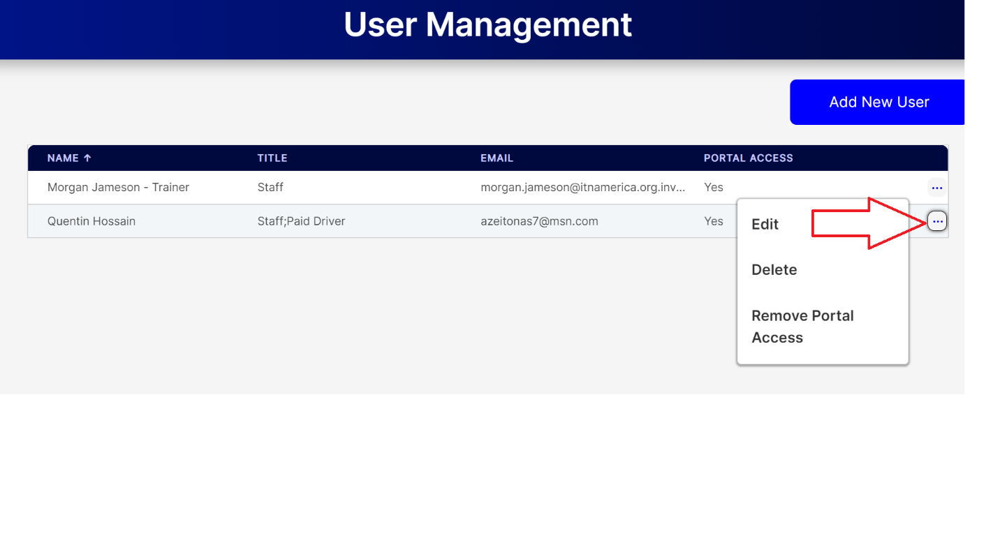 User Management
Add New User
NAME ↑ TITLE EMAIL PORTAL ACCESS
Morgan Jameson - Trainer Staff morgan.jameson@itnamerica.org.inv... Yes ...
Quentin Hossain Staff;Paid Driver azeitonas7@msn.com Yes ...
Edit
Delete
Remove Portal
Access